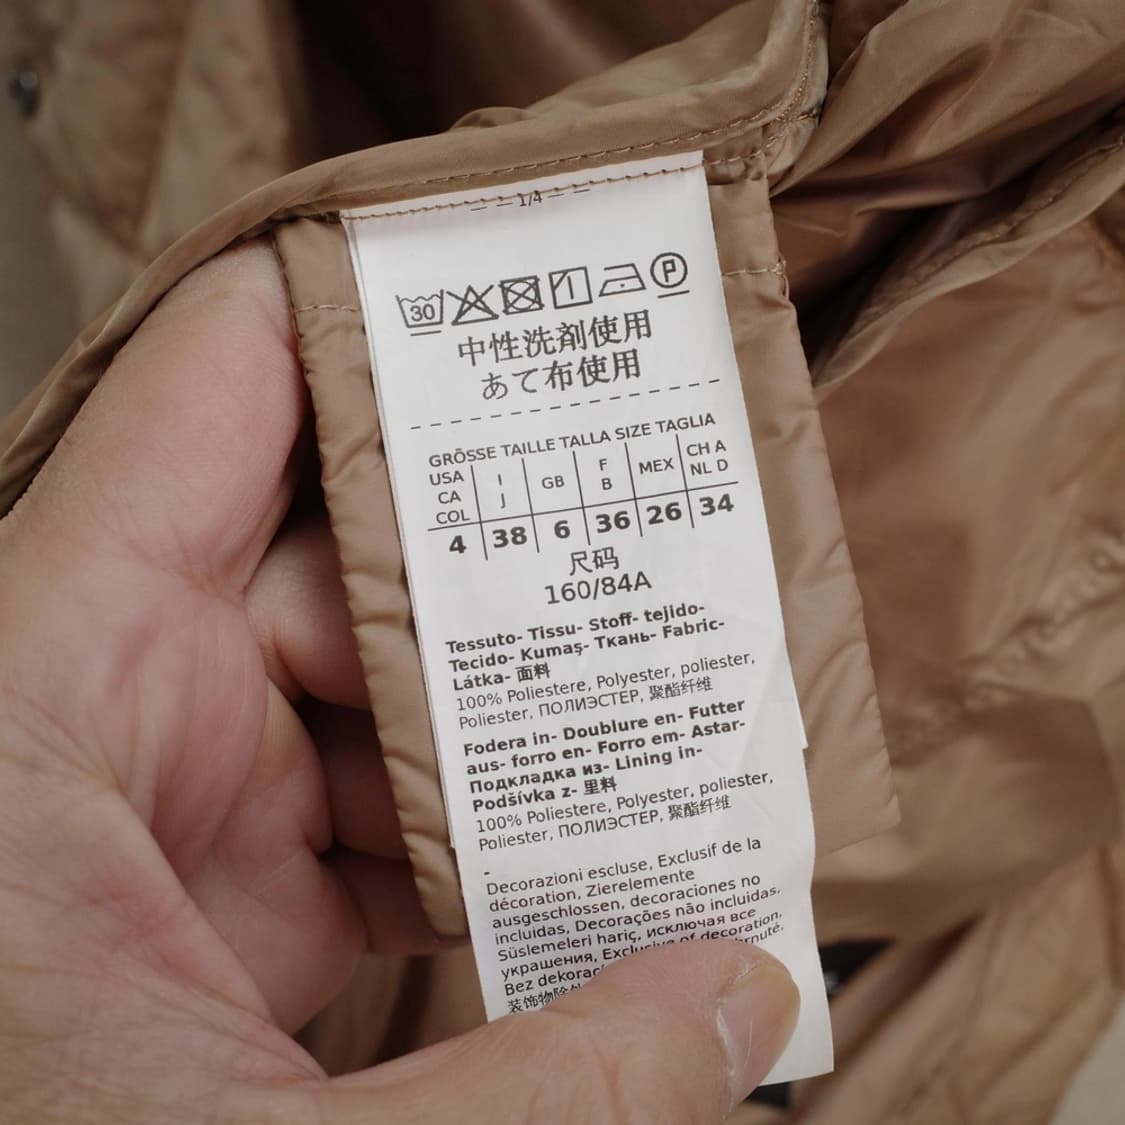 1/4
30 P
中性洗剤使用
あて布使用
GRÖSSE TAILLE TALLA SIZE TAGLIA
USA CA COL I J GB F B MEX CH A NL D
4 38 6 36 26 34
尺码
160/84A
Tessuto- Tissu- Stoff- tejido-
Tecido- Kumaş- Ткань- Fabric-
Látka- 面料
100% Poliestere, Polyester, poliester,
Poliester, ПОЛИЭСТЕР, 聚酯纤维
Fodera in- Doublure en- Futter
aus- forro en- Forro em- Astar-
Подкладка из- Lining in-
Podšívka z- 里料
100% Poliestere, Polyester, poliester,
Poliester, ПОЛИЭСТЕР, 聚酯纤维
-
Decorazioni escluse, Exclusif de la
décoration, Zierelemente
ausgeschlossen, decoraciones no
incluidas, Decorações não incluidas.
Süslemeleri hariç, исключая все
украшения, Exclusive of decoration,
Bez dekorac
装饰物除外